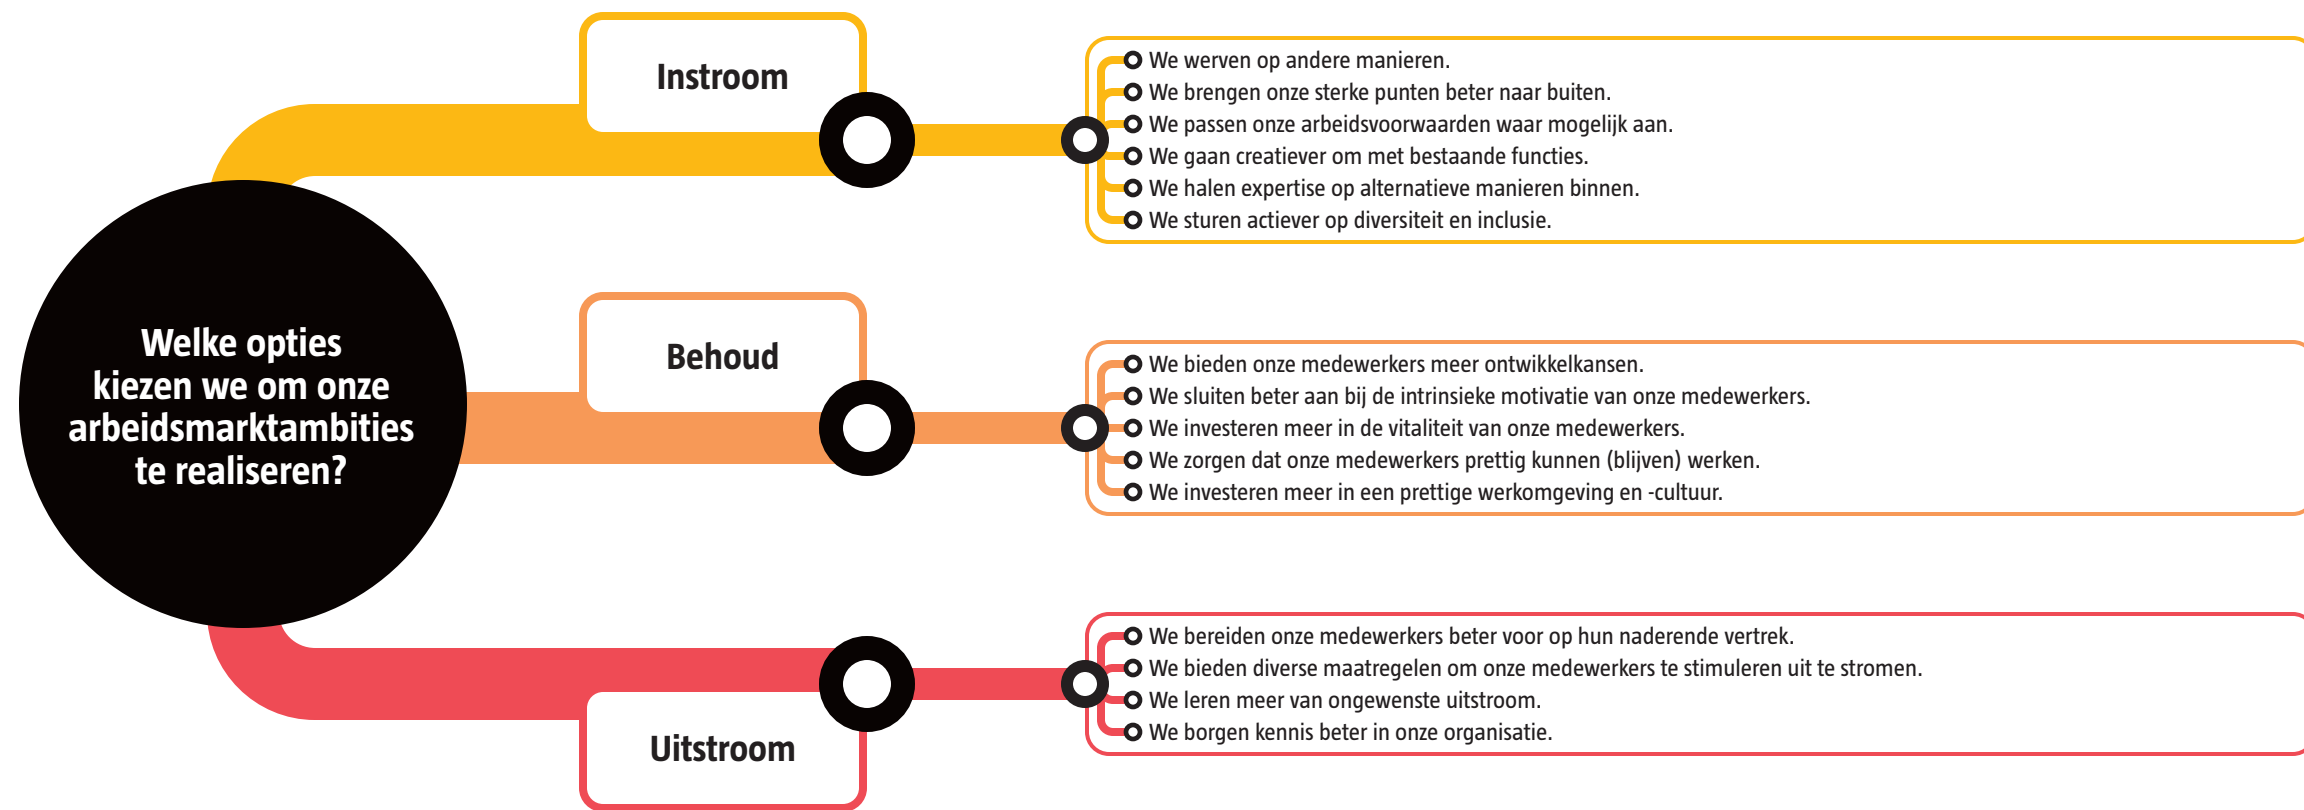 Welke opties
kiezen we om onze
arbeidsmarktambities
te realiseren?
Instroom
We werven op andere manieren.
We brengen onze sterke punten beter naar buiten.
We passen onze arbeidsvoorwaarden waar mogelijk aan.
We gaan creatiever om met bestaande functies.
We halen expertise op alternatieve manieren binnen.
We sturen actiever op diversiteit en inclusie.
Behoud
We bieden onze medewerkers meer ontwikkelkansen.
We sluiten beter aan bij de intrinsieke motivatie van onze medewerkers.
We investeren meer in de vitaliteit van onze medewerkers.
We zorgen dat onze medewerkers prettig kunnen (blijven) werken.
We investeren meer in een prettige werkomgeving en -cultuur.
Uitstroom
We bereiden onze medewerkers beter voor op hun naderende vertrek.
We bieden diverse maatregelen om onze medewerkers te stimuleren uit te stromen.
We leren meer van ongewenste uitstroom.
We borgen kennis beter in onze organisatie.